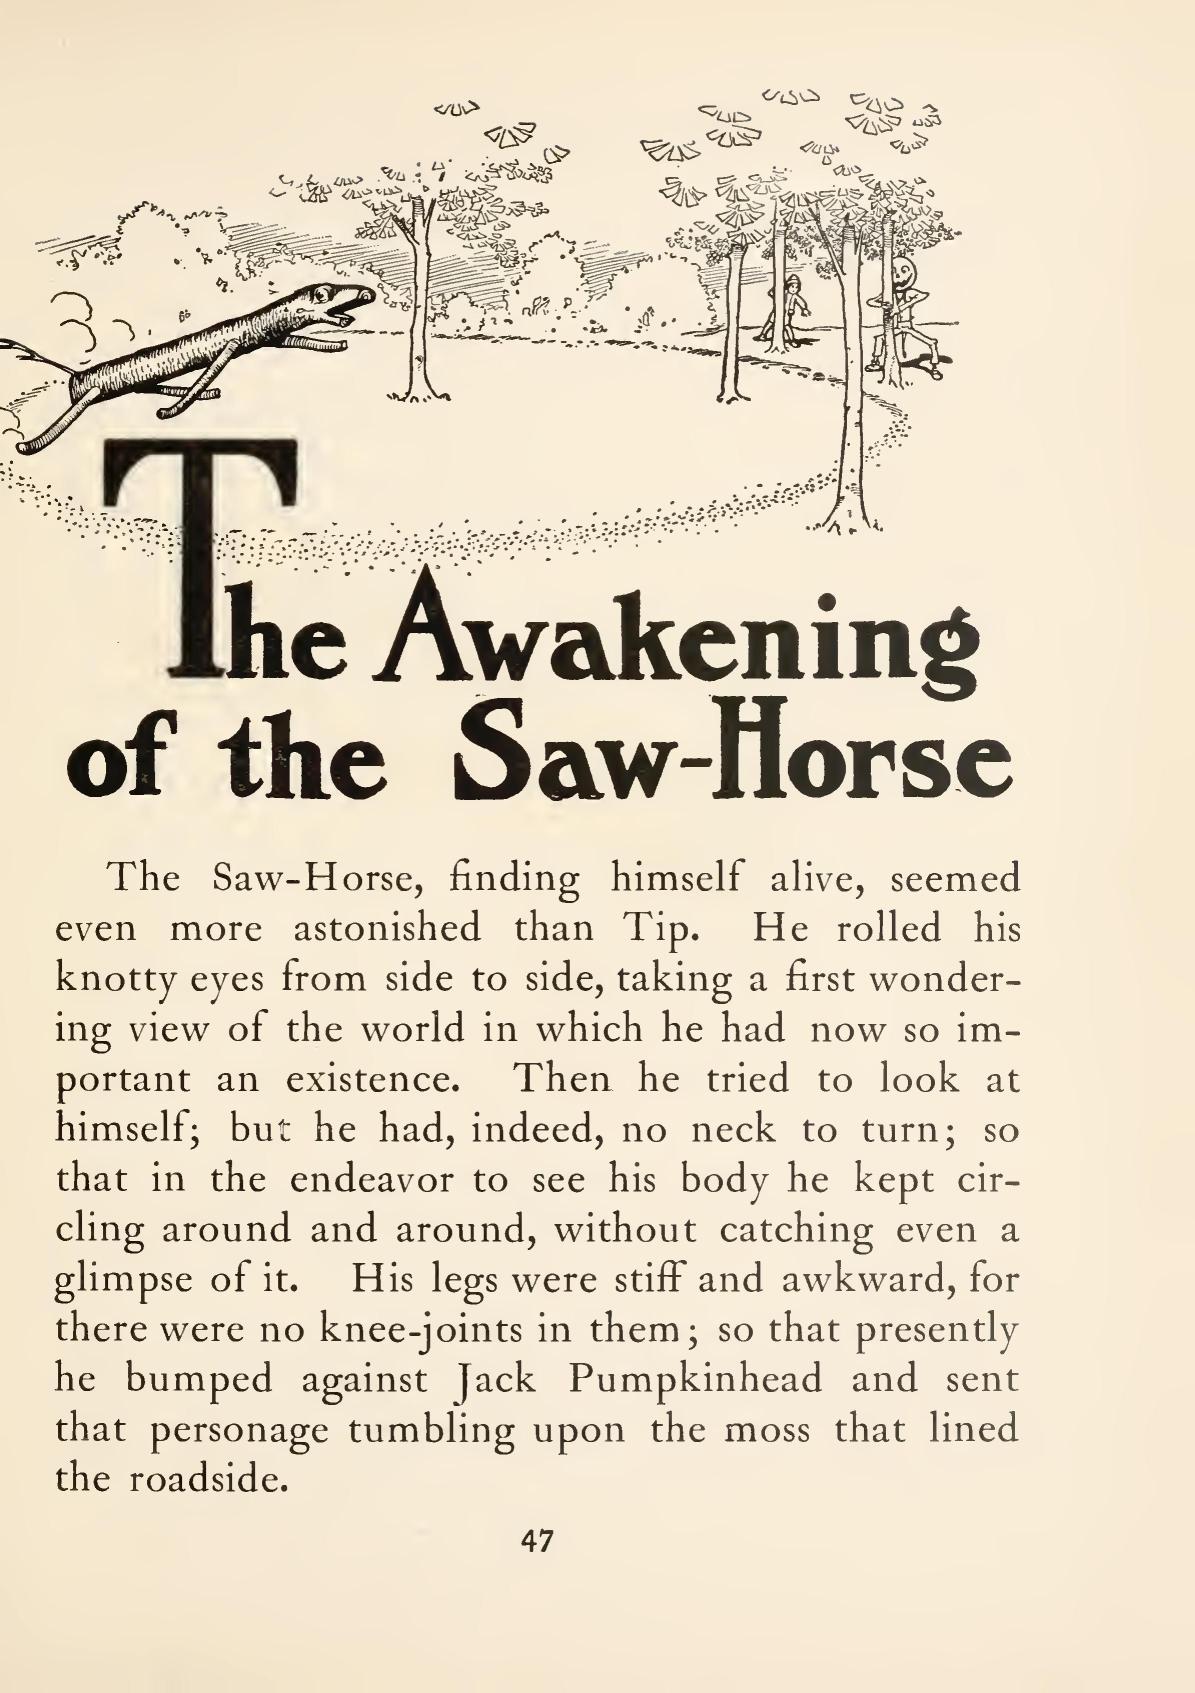 The Awakening
of the Saw-Horse
The Saw-Horse, finding himself alive, seemed
even more astonished than Tip. He rolled his
knotty eyes from side to side, taking a first wonder-
ing view of the world in which he had now so im-
portant an existence. Then he tried to look at
himself; but he had, indeed, no neck to turn; so
that in the endeavor to see his body he kept cir-
cling around and around, without catching even a
glimpse of it. His legs were stiff and awkward, for
there were no knee-joints in them; so that presently
he bumped against Jack Pumpkinhead and sent
that personage tumbling upon the moss that lined
the roadside.
47